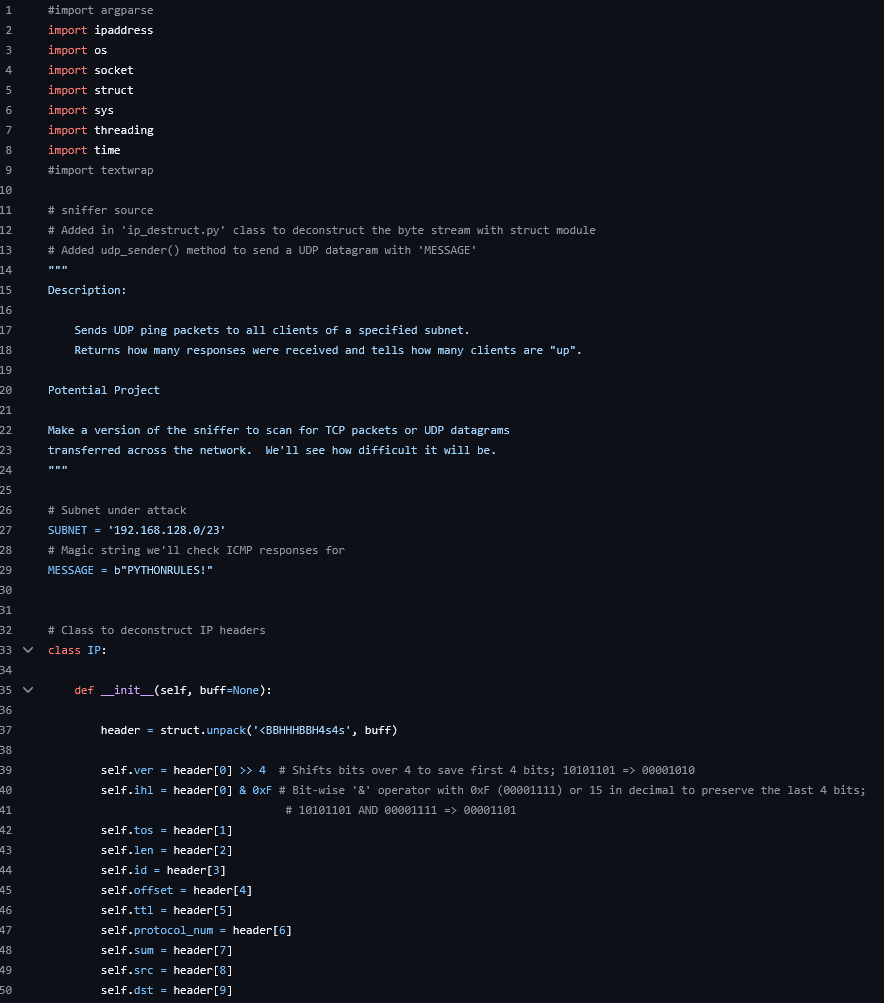 1 #import argparse
2 import ipaddress
3 import os
4 import socket
5 import struct
6 import sys
7 import threading
8 import time
9 #import textwrap
10
11 # sniffer source
12 # Added in 'ip_destruct.py' class to deconstruct the byte stream with struct module
13 # Added udp_sender() method to send a UDP datagram with 'MESSAGE'
14 """
15 Description:
16
17     Sends UDP ping packets to all clients of a specified subnet.
18     Returns how many responses were received and tells how many clients are "up".
19
20 Potential Project
21
22 Make a version of the sniffer to scan for TCP packets or UDP datagrams
23 transferred across the network.  We'll see how difficult it will be.
24 """
25
26 # Subnet under attack
27 SUBNET = '192.168.128.0/23'
28 # Magic string we'll check ICMP responses for
29 MESSAGE = b"PYTHONRULES!"
30
31
32 # Class to deconstruct IP headers
33 class IP:
34
35     def __init__(self, buff=None):
36
37         header = struct.unpack('<BBHHHBBH4s4s', buff)
38
39         self.ver = header[0] >> 4  # Shifts bits over 4 to save first 4 bits; 10101101 => 00001010
40         self.ihl = header[0] & 0xF # Bit-wise '&' operator with 0xF (00001111) or 15 in decimal to preserve the last 4 bits;
41                                     # 10101101 AND 00001111 => 00001101
42         self.tos = header[1]
43         self.len = header[2]
44         self.id = header[3]
45         self.offset = header[4]
46         self.ttl = header[5]
47         self.protocol_num = header[6]
48         self.sum = header[7]
49         self.src = header[8]
50         self.dst = header[9]